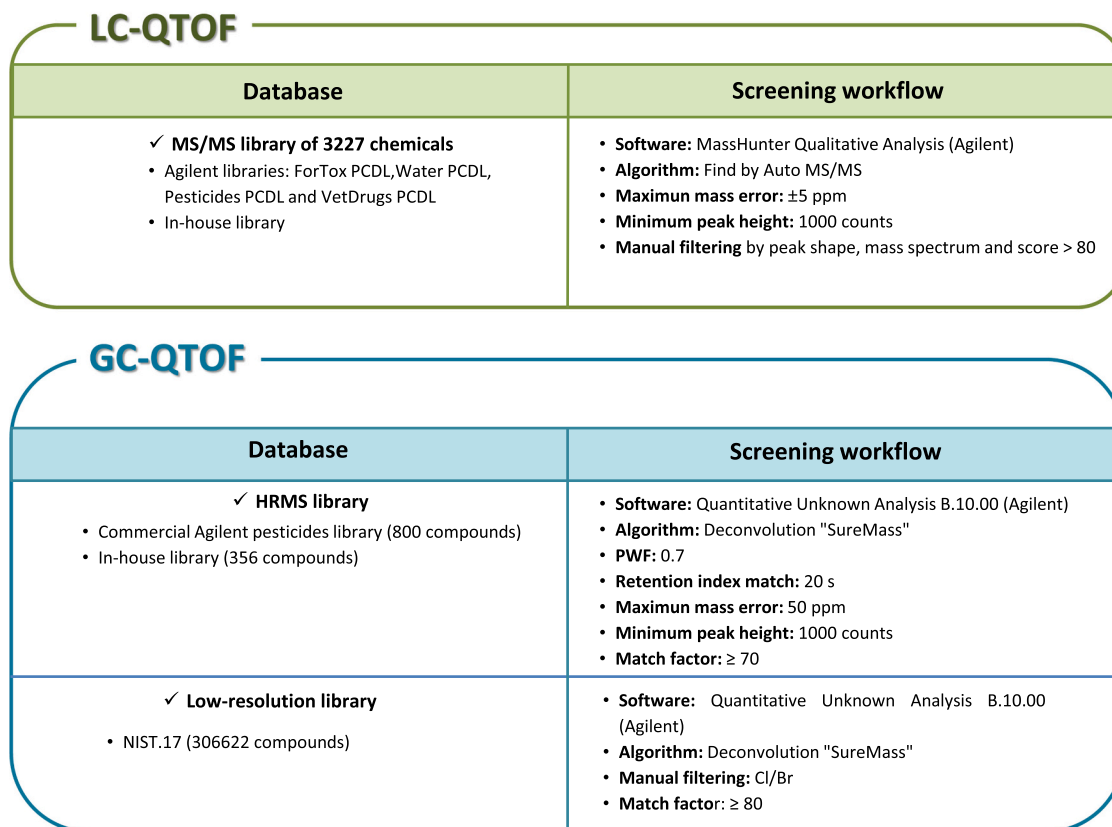 LC-QTOF
Database
Screening workflow
✓ MS/MS library of 3227 chemicals
• Agilent libraries: ForTox PCDL,Water PCDL,
Pesticides PCDL and VetDrugs PCDL
• In-house library
• Software: MassHunter Qualitative Analysis (Agilent)
• Algorithm: Find by Auto MS/MS
• Maximun mass error: ±5 ppm
• Minimum peak height: 1000 counts
• Manual filtering by peak shape, mass spectrum and score > 80
GC-QTOF
Database
Screening workflow
✓ HRMS library
• Commercial Agilent pesticides library (800 compounds)
• In-house library (356 compounds)
• Software: Quantitative Unknown Analysis B.10.00 (Agilent)
• Algorithm: Deconvolution "SureMass"
• PWF: 0.7
• Retention index match: 20 s
• Maximun mass error: 50 ppm
• Minimum peak height: 1000 counts
• Match factor: ≥ 70
✓ Low-resolution library
• NIST.17 (306622 compounds)
• Software: Quantitative Unknown Analysis B.10.00
(Agilent)
• Algorithm: Deconvolution "SureMass"
• Manual filtering: Cl/Br
• Match factor: ≥ 80